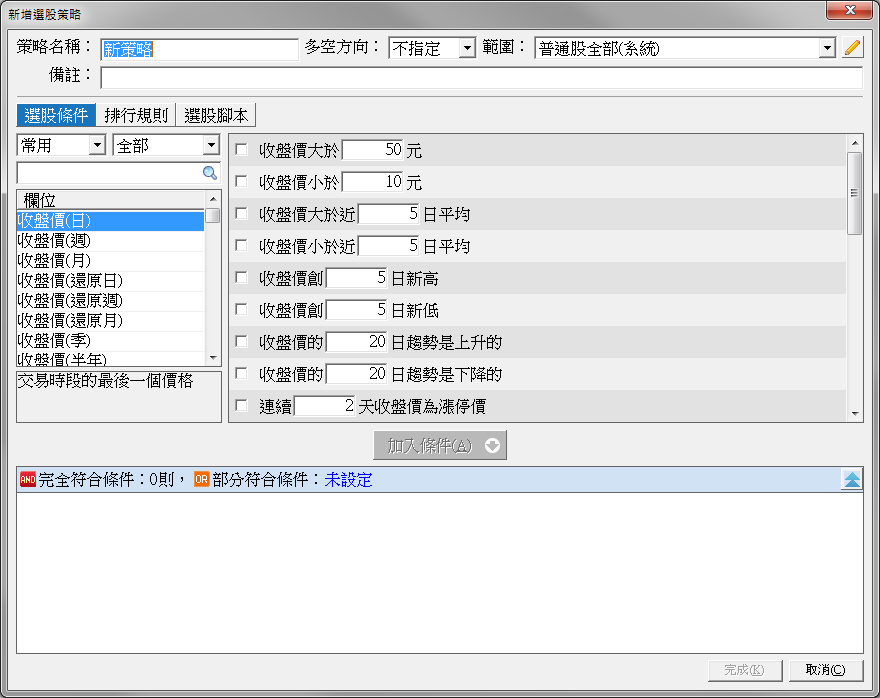 新增選股策略
策略名稱： 新策略 多空方向： 不指定 範圍： 普通股全部(系統)
備註：
選股條件 排行規則 選股腳本
常用 全部
欄位
收盤價(日)
收盤價(週)
收盤價(月)
收盤價(還原日)
收盤價(還原週)
收盤價(還原月)
收盤價(季)
收盤價(半年)
交易時段的最後一個價格
收盤價大於 50 元
收盤價小於 10 元
收盤價大於近 5 日平均
收盤價小於近 5 日平均
收盤價創 5 日新高
收盤價創 5 日新低
收盤價的 20 日趨勢是上升的
收盤價的 20 日趨勢是下降的
連續 2 天收盤價為漲停價
加入條件(A)
AND 完全符合條件：0則， OR 部分符合條件：未設定
完成(K) 取消(C)